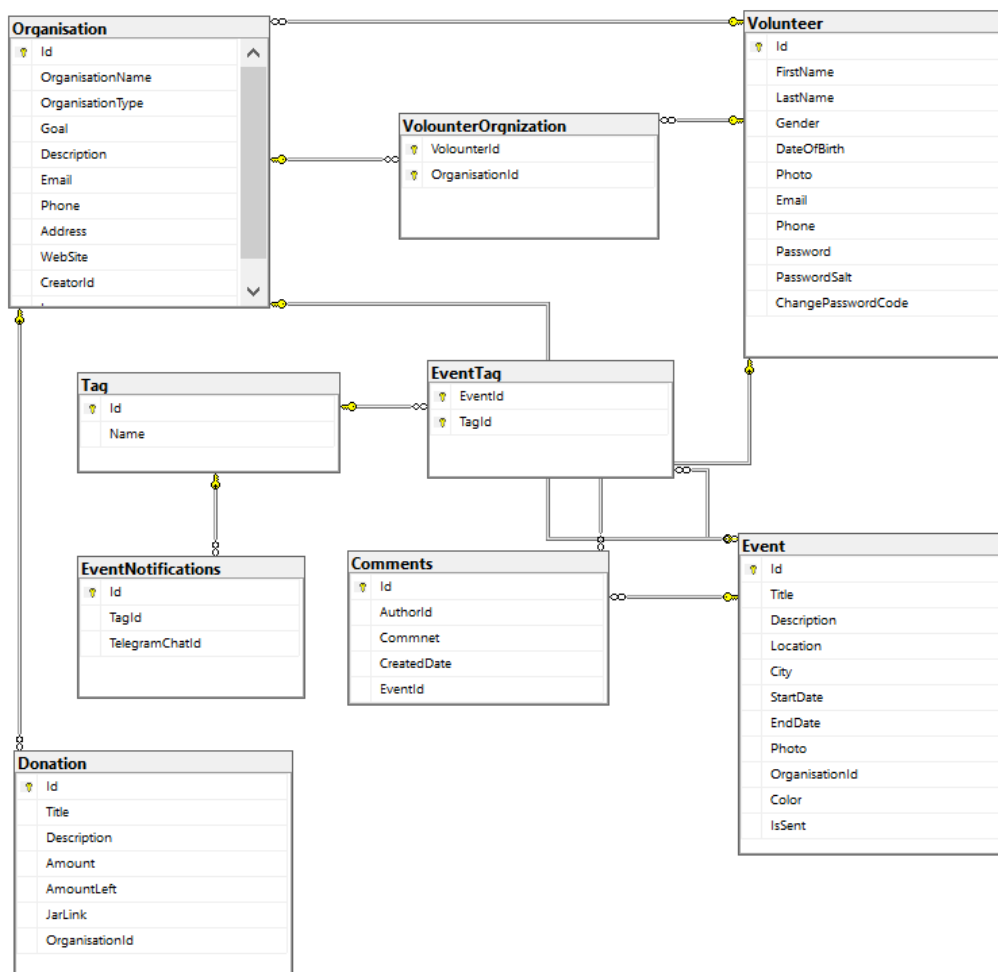 Organisation
Id
OrganisationName
OrganisationType
Goal
Description
Email
Phone
Address
WebSite
CreatorId
Volunteer
Id
FirstName
LastName
Gender
DateOfBirth
Photo
Email
Phone
Password
PasswordSalt
ChangePasswordCode
VolounterOrgnization
VolounterId
OrganisationId
Tag
Id
Name
EventTag
EventId
TagId
EventNotifications
Id
TagId
TelegramChatId
Comments
Id
AuthorId
Commnet
CreatedDate
EventId
Event
Id
Title
Description
Location
City
StartDate
EndDate
Photo
OrganisationId
Color
IsSent
Donation
Id
Title
Description
Amount
AmountLeft
JarLink
OrganisationId